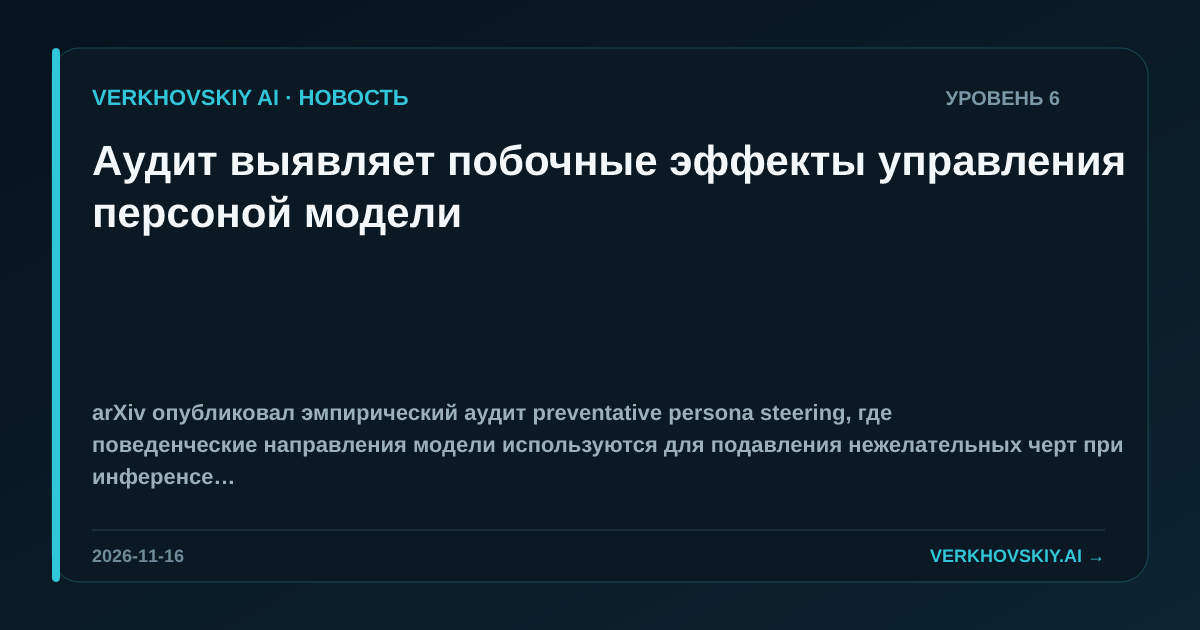 VERKHOVSKIY AI · НОВОСТЬ
УРОВЕНЬ 6
Аудит выявляет побочные эффекты управления
персоной модели
arXiv опубликовал эмпирический аудит preventative persona steering, где
поведенческие направления модели используются для подавления нежелательных черт при
инференсе…
2026-11-16
VERKHOVSKIY.AI →